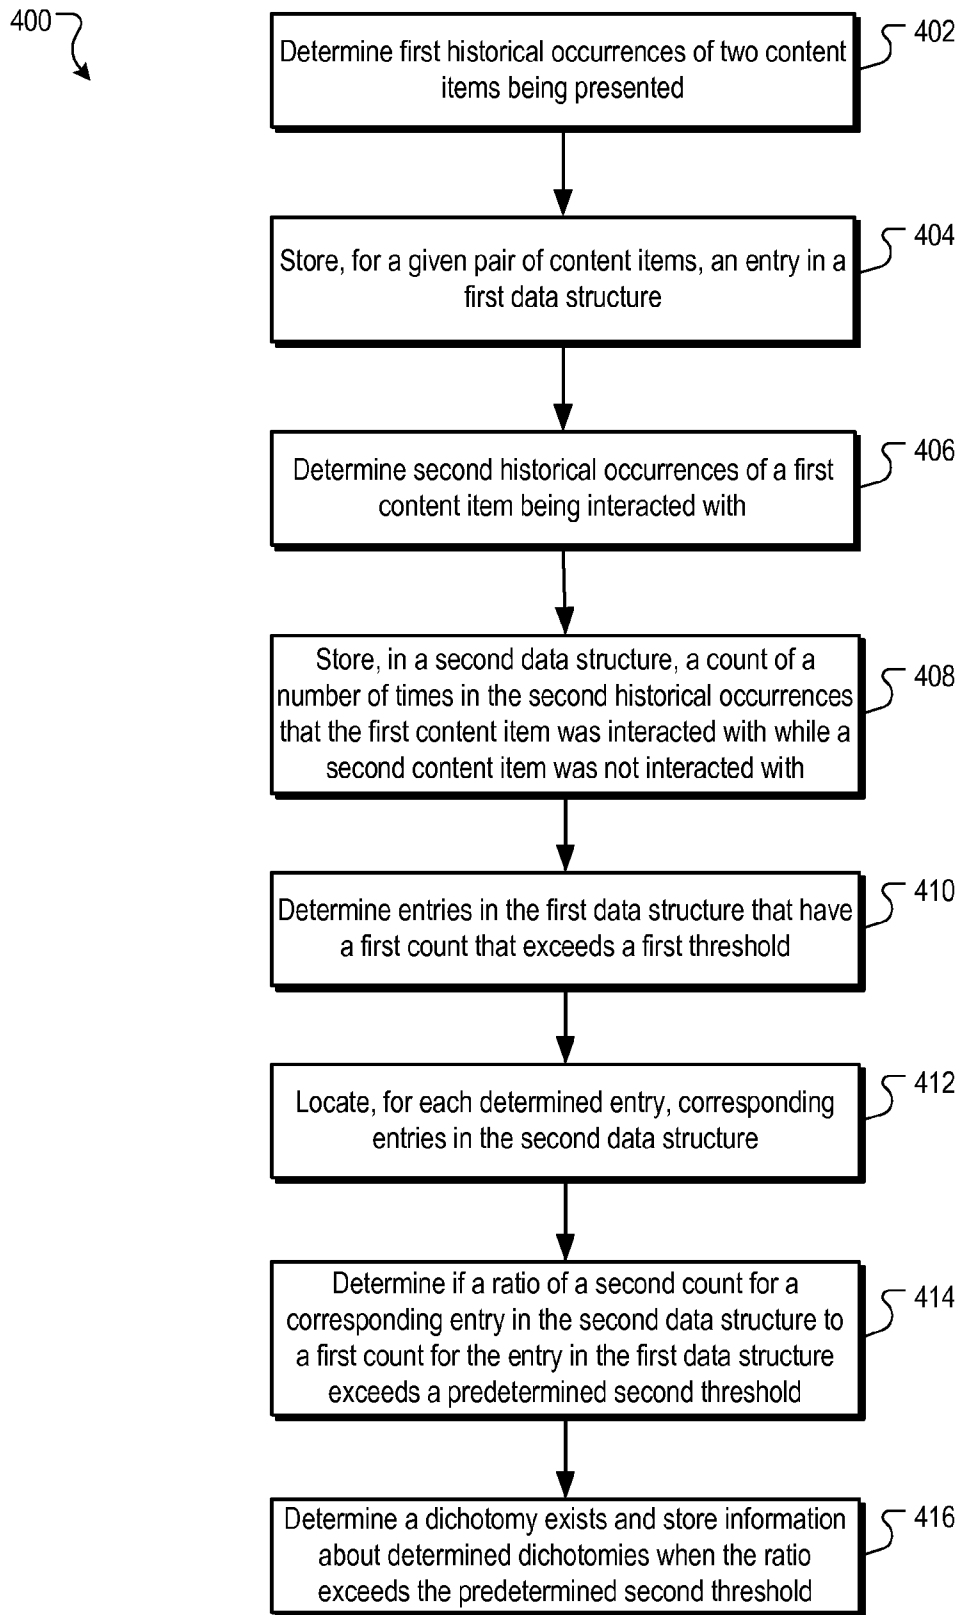 400
402
Determine first historical occurrences of two content
items being presented
404
Store, for a given pair of content items, an entry in a
first data structure
406
Determine second historical occurrences of a first
content item being interacted with
408
Store, in a second data structure, a count of a
number of times in the second historical occurrences
that the first content item was interacted with while a
second content item was not interacted with
410
Determine entries in the first data structure that have
a first count that exceeds a first threshold
412
Locate, for each determined entry, corresponding
entries in the second data structure
414
Determine if a ratio of a second count for a
corresponding entry in the second data structure to
a first count for the entry in the first data structure
exceeds a predetermined second threshold
416
Determine a dichotomy exists and store information
about determined dichotomies when the ratio
exceeds the predetermined second threshold